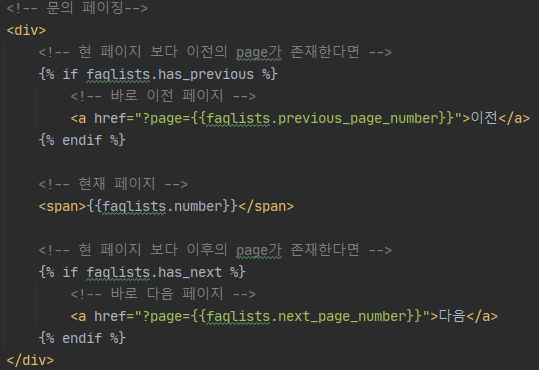 <!-- 문의 페이징-->
<div>
    <!-- 현 페이지 보다 이전의 page가 존재한다면 -->
    {% if faqlists.has_previous %}
        <!-- 바로 이전 페이지 -->
        <a href="?page={{faqlists.previous_page_number}}">이전</a>
    {% endif %}

    <!-- 현재 페이지 -->
    <span>{{faqlists.number}}</span>

    <!-- 현 페이지 보다 이후의 page가 존재한다면 -->
    {% if faqlists.has_next %}
        <!-- 바로 다음 페이지 -->
        <a href="?page={{faqlists.next_page_number}}">다음</a>
    {% endif %}
</div>